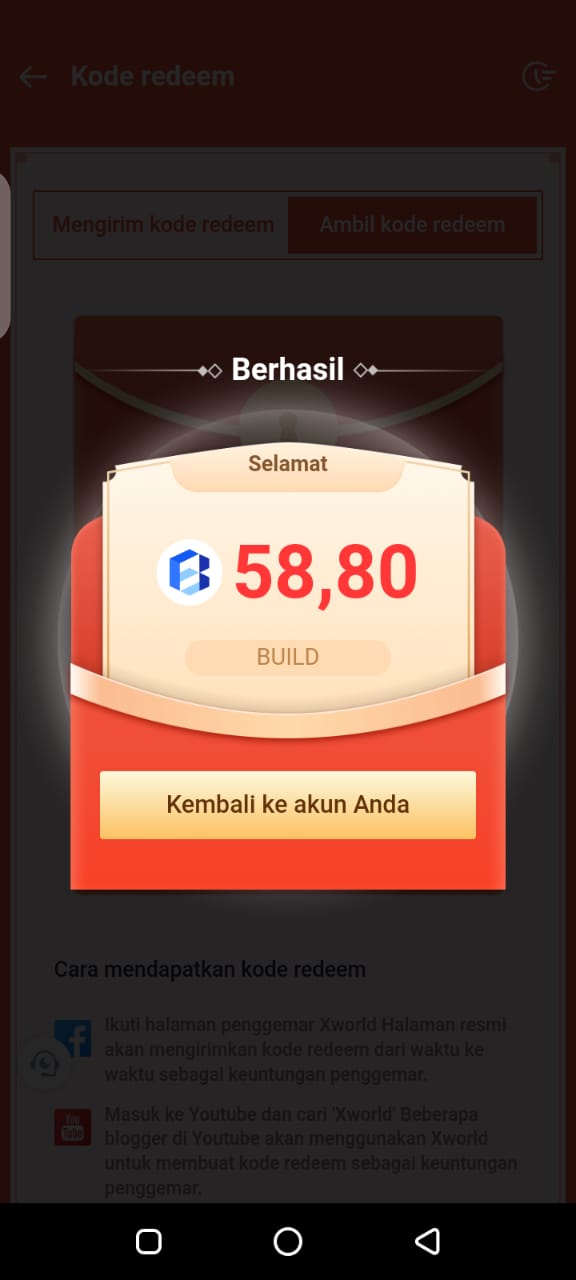 Kode redeem
Mengirim kode redeem
Ambil kode redeem
Berhasil
Selamat
58,80
BUILD
Kembali ke akun Anda
Cara mendapatkan kode redeem
Ikuti halaman penggemar Xworld Halaman resmi
akan mengirimkan kode redeem dari waktu ke
waktu sebagai keuntungan penggemar.
You
Tube
Masuk ke Youtube dan cari 'Xworld' Beberapa
blogger di Youtube akan menggunakan Xworld
untuk membuat kode redeem sebagai keuntungan
penggemar.